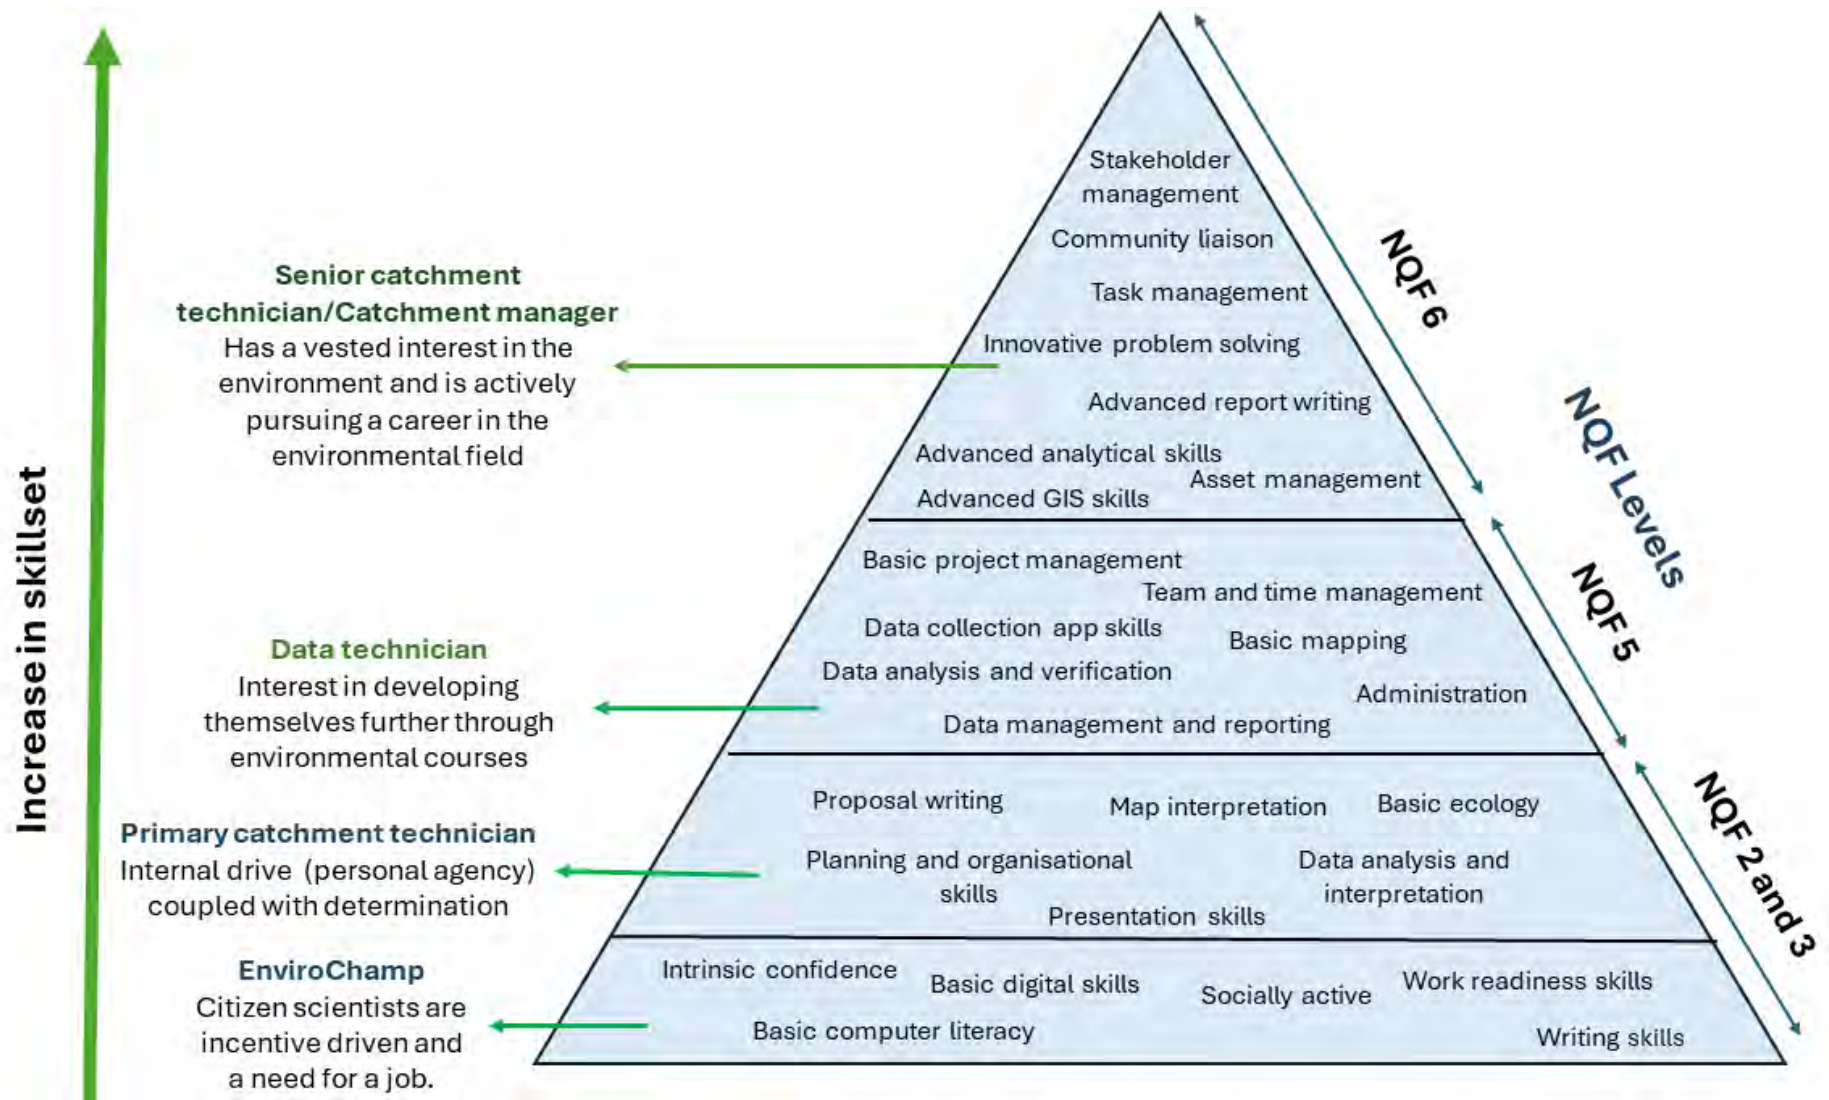 Increase in skillset
Senior catchment
technician/Catchment manager
Has a vested interest in the
environment and is actively
pursuing a career in the
environmental field
Data technician
Interest in developing
themselves further through
environmental courses
Primary catchment technician
Internal drive (personal agency)
coupled with determination
EnviroChamp
Citizen scientists are
incentive driven and
a need for a job.
Stakeholder
management
Community liaison
Task management
Innovative problem solving
Advanced report writing
Advanced analytical skills
Asset management
Advanced GIS skills
Basic project management
Team and time management
Data collection app skills
Basic mapping
Data analysis and verification
Administration
Data management and reporting
Proposal writing
Map interpretation
Basic ecology
Planning and organisational
skills
Data analysis and
interpretation
Presentation skills
Intrinsic confidence
Basic digital skills
Socially active
Work readiness skills
Basic computer literacy
Writing skills
NQF 6
NQF Levels
NQF 5
NQF 2 and 3